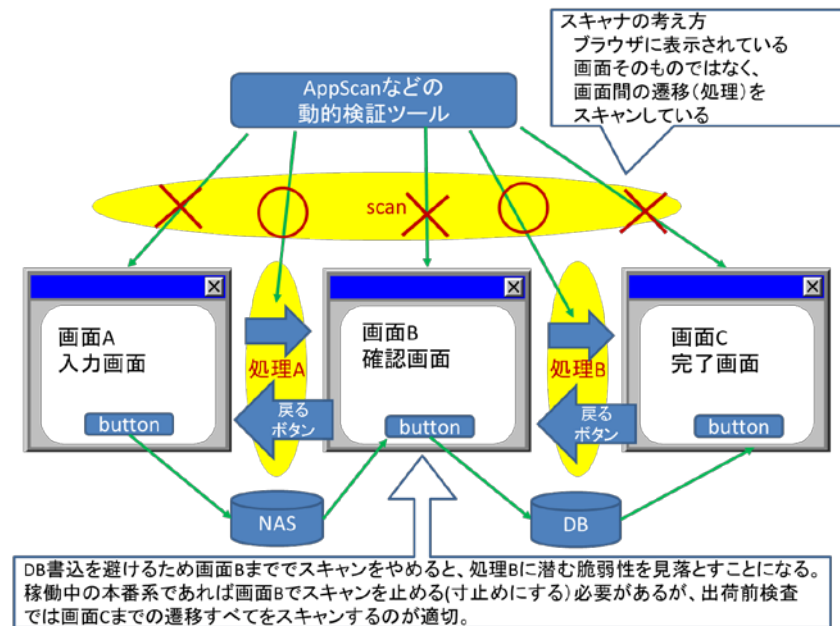 スキャナの考え方
ブラウザに表示されている
画面そのものではなく、
画面間の遷移(処理)を
スキャンしている
AppScanなどの
動的検証ツール
scan
画面A
入力画面
button
処理A
戻る
ボタン
画面B
確認画面
button
処理B
戻る
ボタン
画面C
完了画面
button
NAS
DB
DB書込を避けるため画面Bまででスキャンをやめると、処理Bに潜む脆弱性を見落とすことになる。
稼働中の本番系であれば画面Bでスキャンを止める(寸止めにする)必要があるが、出荷前検査
では画面Cまでの遷移すべてをスキャンするのが適切。